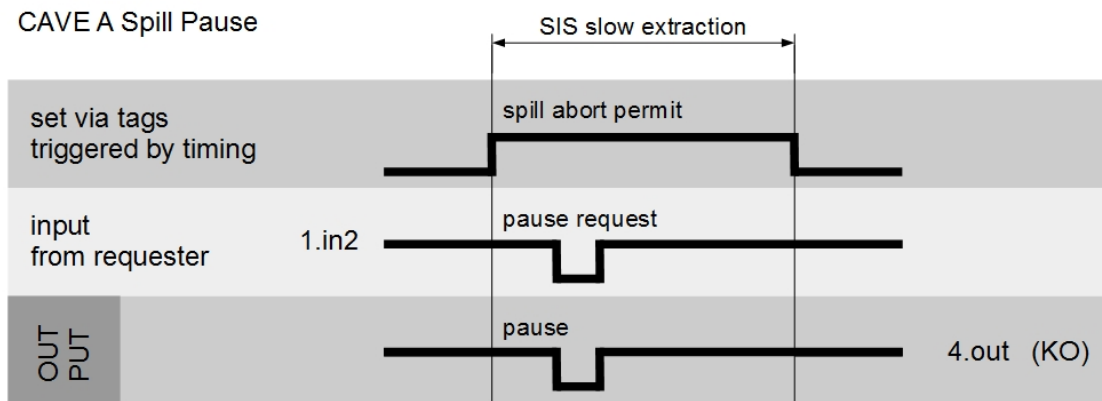 CAVE A Spill Pause
SIS slow extraction
set via tags
triggered by timing
spill abort permit
input
from requester
1.in2
pause request
OUT
PUT
pause
4.out (KO)